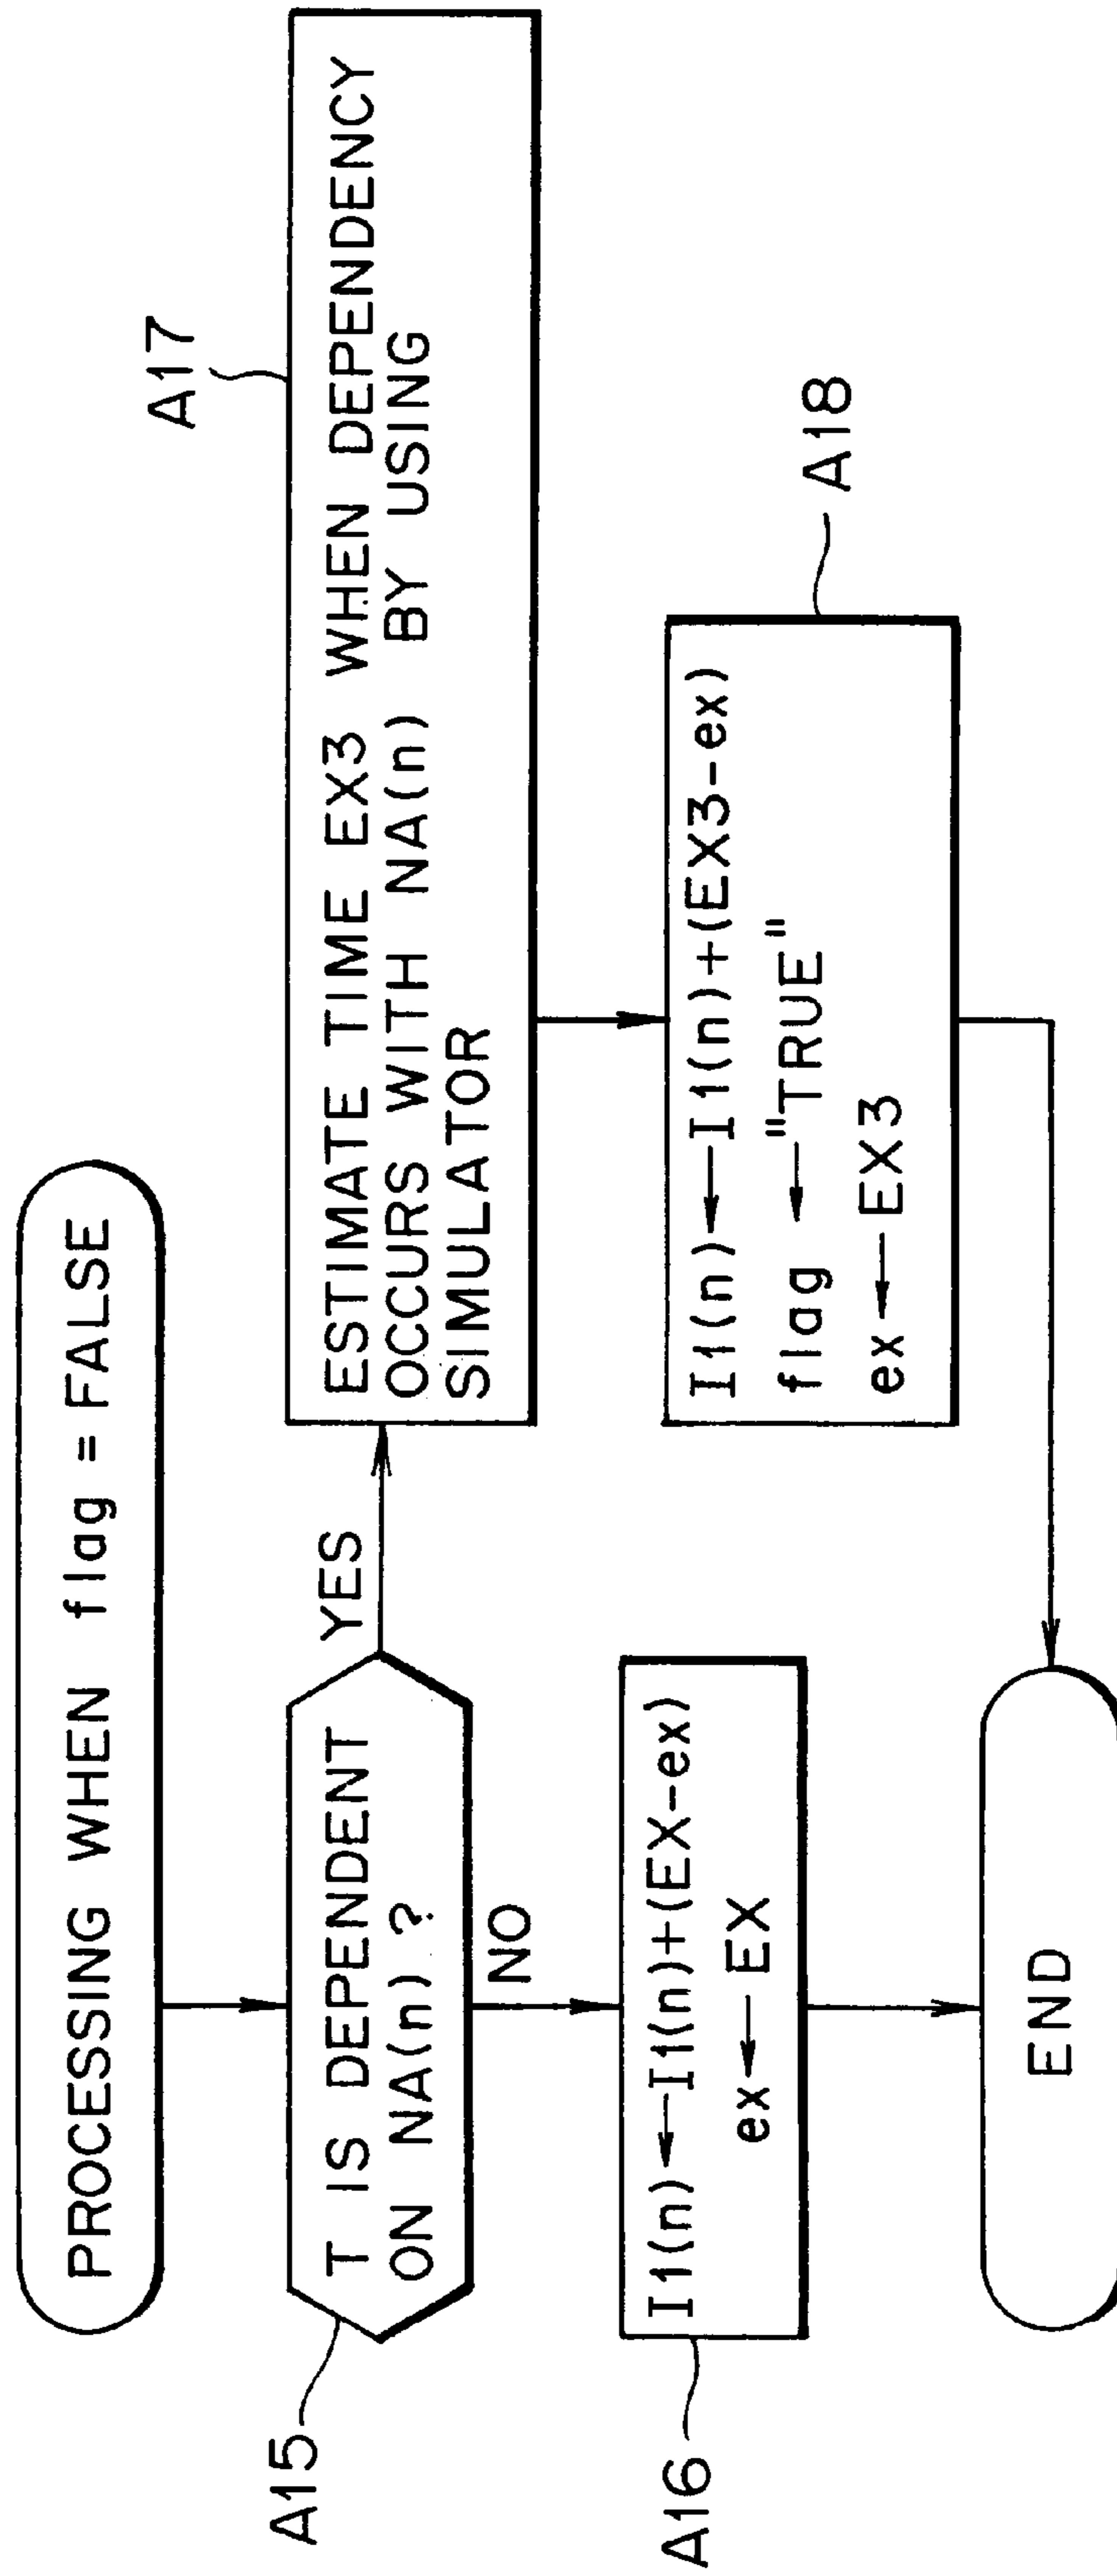 PROCESSING WHEN flag = FALSE
A15
T IS DEPENDENT
ON NA(n) ?
YES
NO
A17
ESTIMATE TIME EX3 WHEN DEPENDENCY
OCCURS WITH NA(n) BY USING
SIMULATOR
A16
I1(n)←I1(n)+(EX-ex)
ex←EX
A18
I1(n)←I1(n)+(EX3-ex)
flag ← "TRUE"
ex←EX3
END